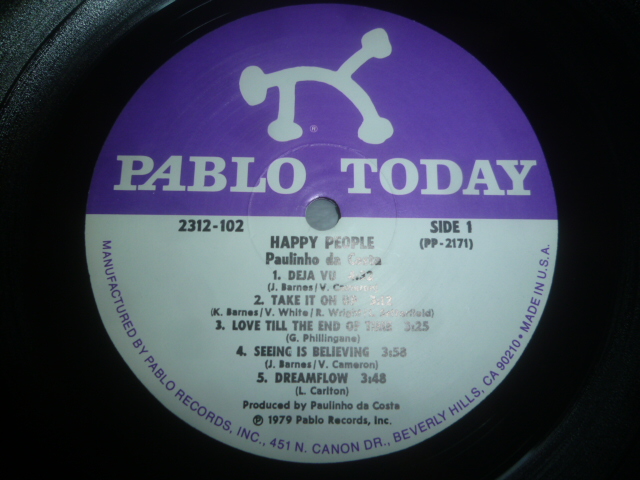 ®
PABLO TODAY
2312-102
SIDE 1
(PP-2171)
HAPPY PEOPLE
Paulinho da Costa
1. DEJA VU
(J. Barnes/V. Cameron)
2. TAKE IT ON UP
(K. Barnes/V. White/R. Wright
3. LOVE TILL THE END OF TIME 3:25
(G. Phillingane)
4. SEEING IS BELIEVING 3:58
(J. Barnes/V. Cameron)
5. DREAMFLOW 3:48
(L. Carlton)
Produced by Paulinho da Costa
℗ 1979 Pablo Records, Inc.
MANUFACTURED BY PABLO RECORDS, INC., 451 N. CANON DR., BEVERLY HILLS, CA 90210 • MADE IN U.S.A.